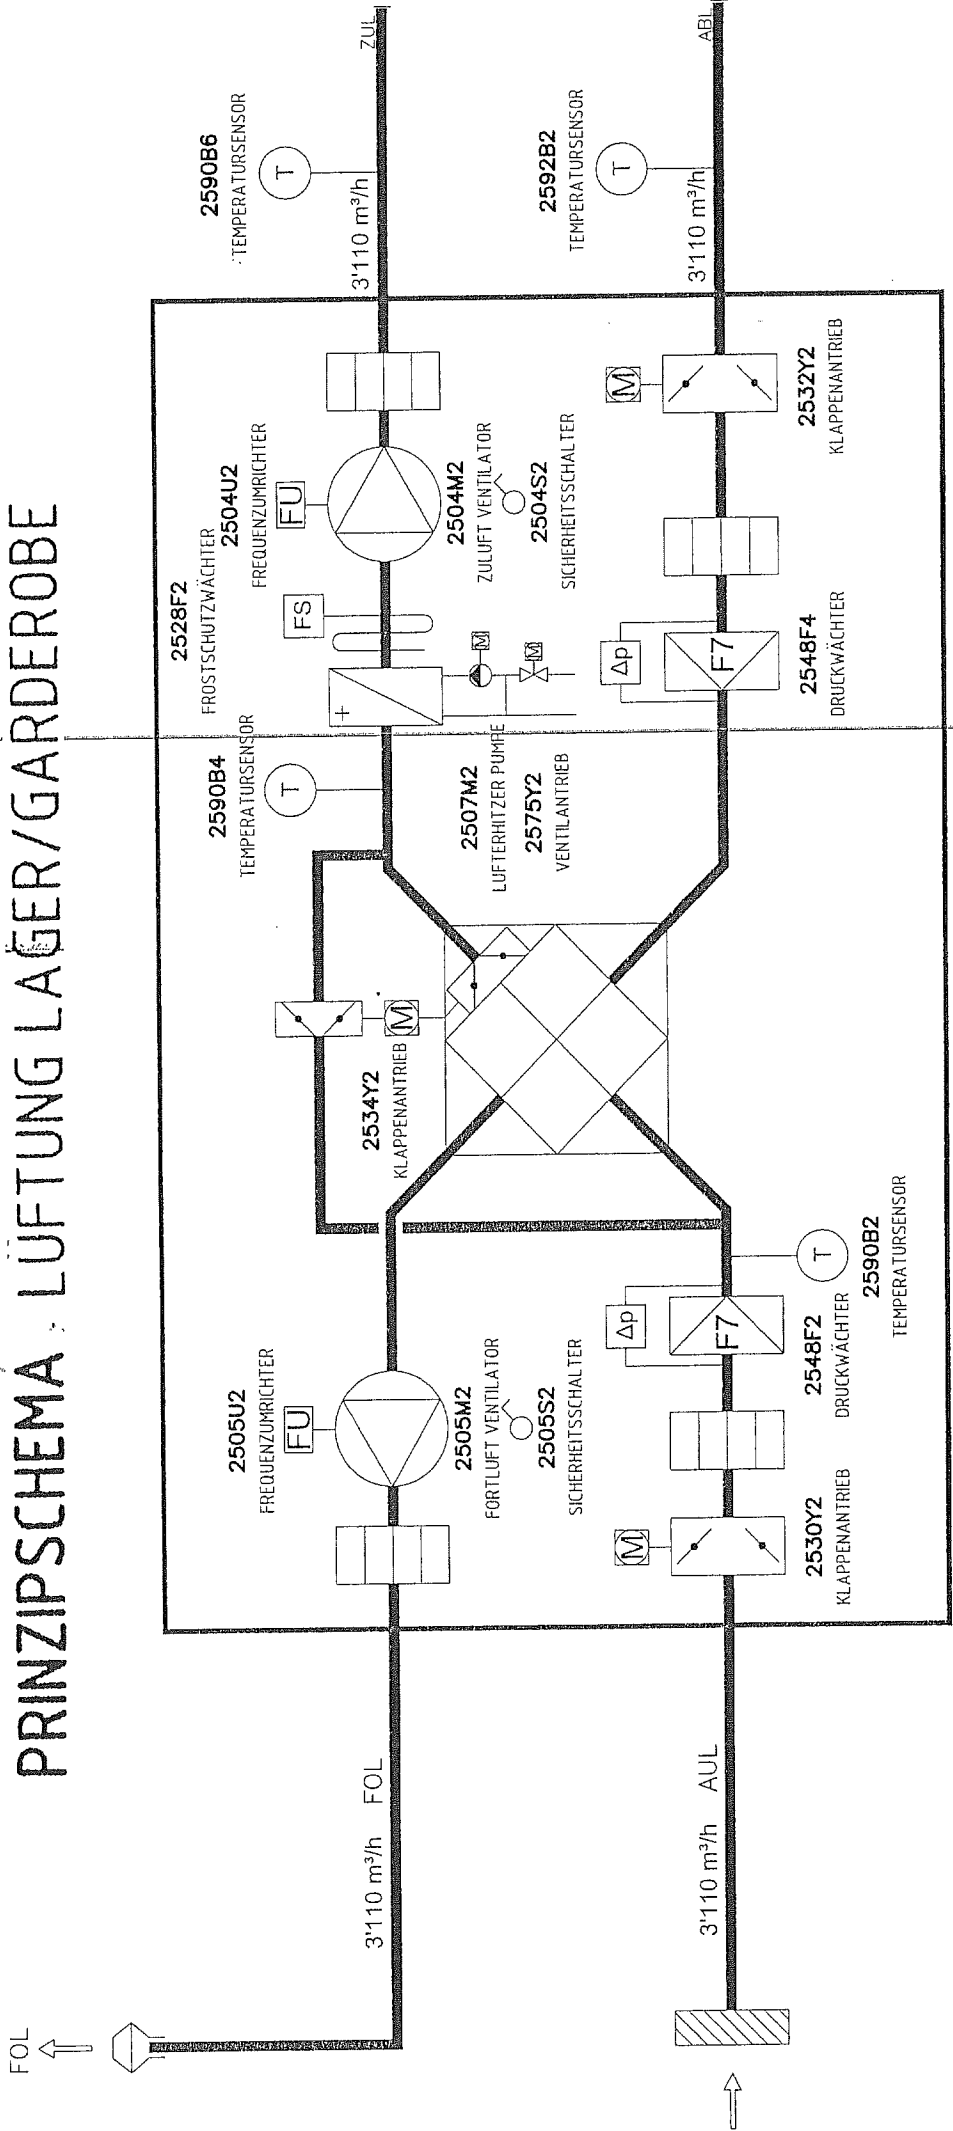 PRINZIPSCHEMA : LÜFTUNG LAGER/GARDEROBE
FOL
3'110 m³/h FOL
2505U2
FREQUENZUMRICHTER
FU
2505M2
FORTLUFT VENTILATOR
2505S2
SICHERHEITSSCHALTER
2534Y2
KLAPPENANTRIEB
M
2590B4
TEMPERATURSENSOR
T
2528F2
FROSTSCHUTZWÄCHTER
FS
+
M
M
2507M2
LUFTERHITZER PUMPE
2575Y2
VENTILANTRIEB
2504U2
FREQUENZUMRICHTER
FU
2504M2
ZULUFT VENTILATOR
2504S2
SICHERHEITSSCHALTER
2590B6
TEMPERATURSENSOR
T
3'110 m³/h
ZUL
3'110 m³/h AUL
M
2530Y2
KLAPPENANTRIEB
Δp
F7
2548F2
DRUCKWÄCHTER
T
2590B2
TEMPERATURSENSOR
Δp
F7
2548F4
DRUCKWÄCHTER
M
2532Y2
KLAPPENANTRIEB
2592B2
TEMPERATURSENSOR
T
3'110 m³/h
ABL